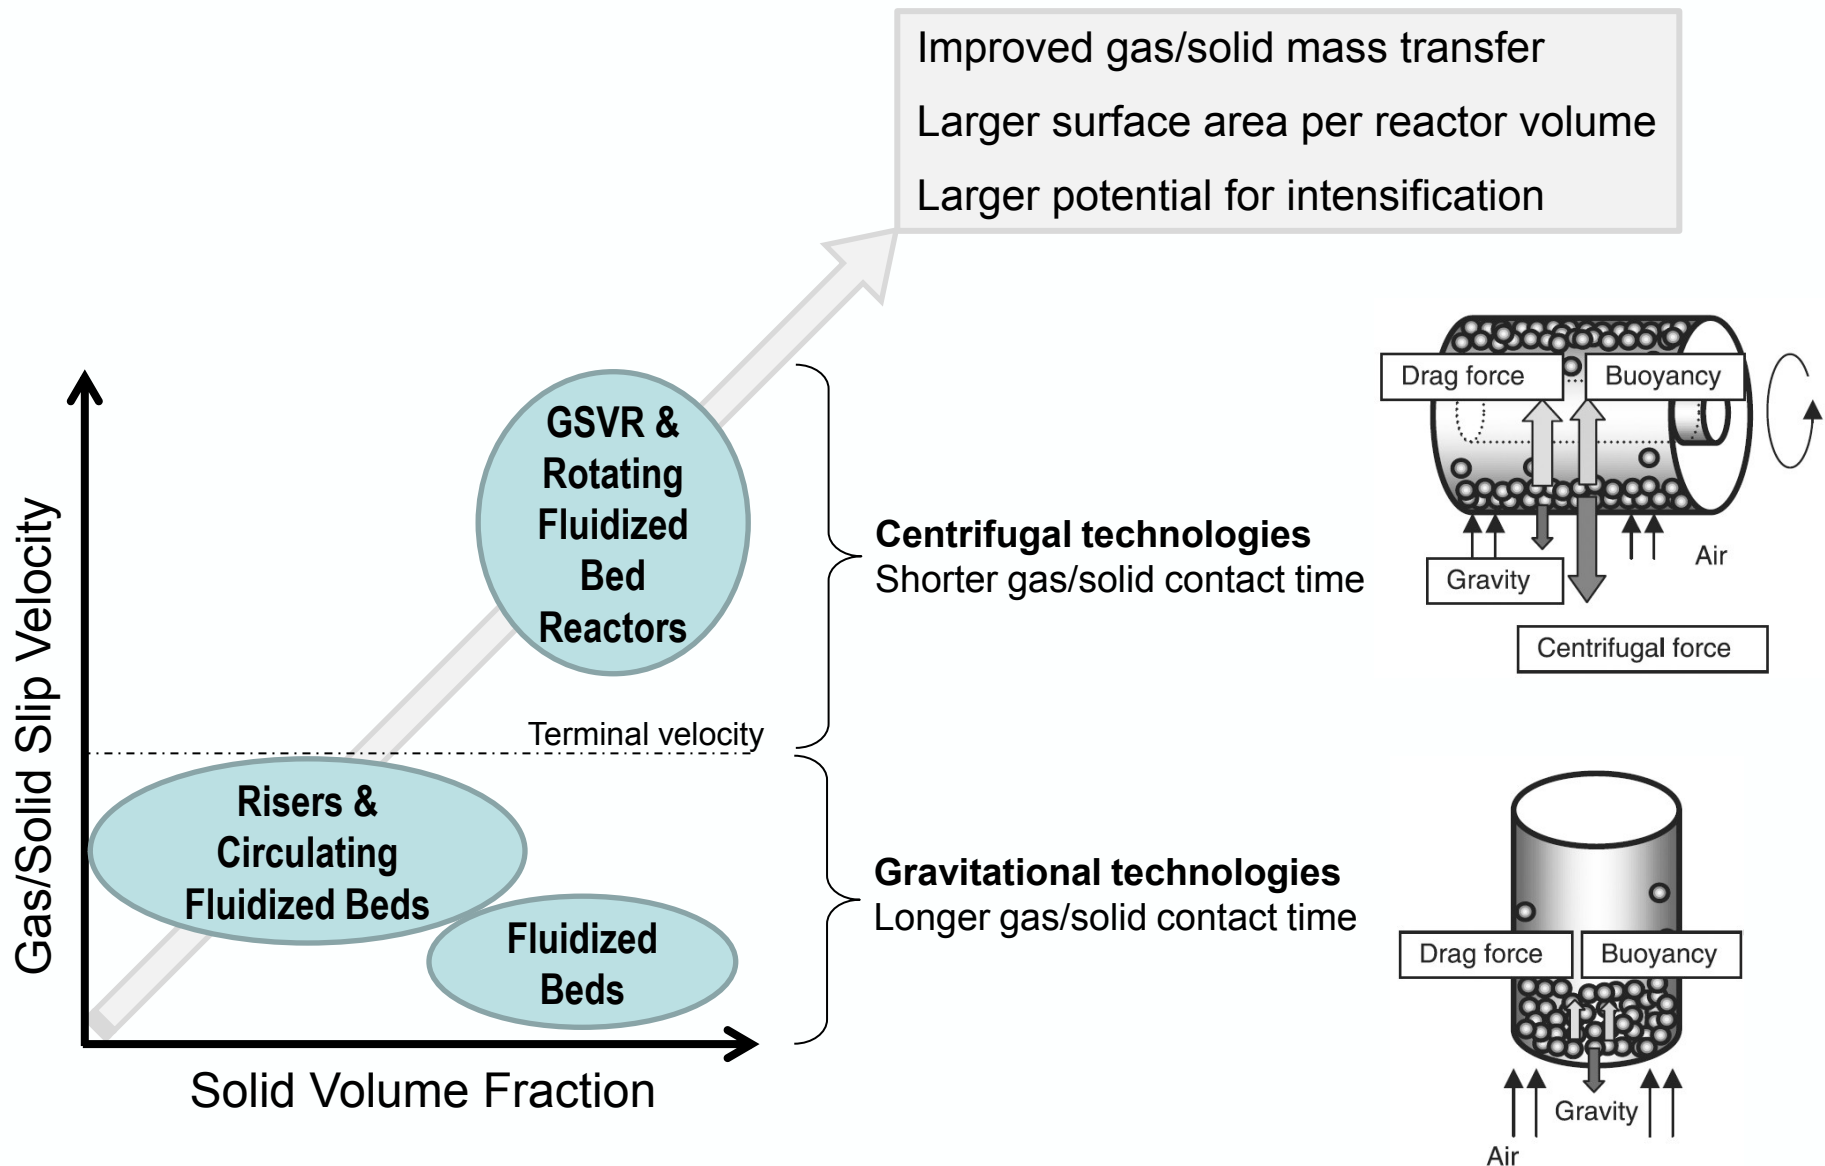 Improved gas/solid mass transfer
Larger surface area per reactor volume
Larger potential for intensification
Gas/Solid Slip Velocity
GSVR &
Rotating
Fluidized
Bed
Reactors
Terminal velocity
Risers &
Circulating
Fluidized Beds
Fluidized
Beds
Solid Volume Fraction
Centrifugal technologies
Shorter gas/solid contact time
Gravitational technologies
Longer gas/solid contact time
Drag force
Buoyancy
Air
Gravity
Centrifugal force
Drag force
Buoyancy
Gravity
Air